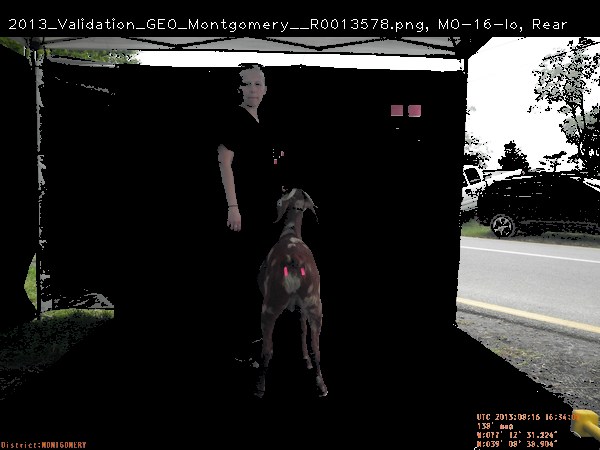 2013_Validation_GEO_Montgomery__R0013578.png, MO-16-lo, Rear
UTC 2013:08:16 16:34:
138° mag
N:077° 12' 31.224"
N:039° 08' 38.904"
District:MONTGOMERY